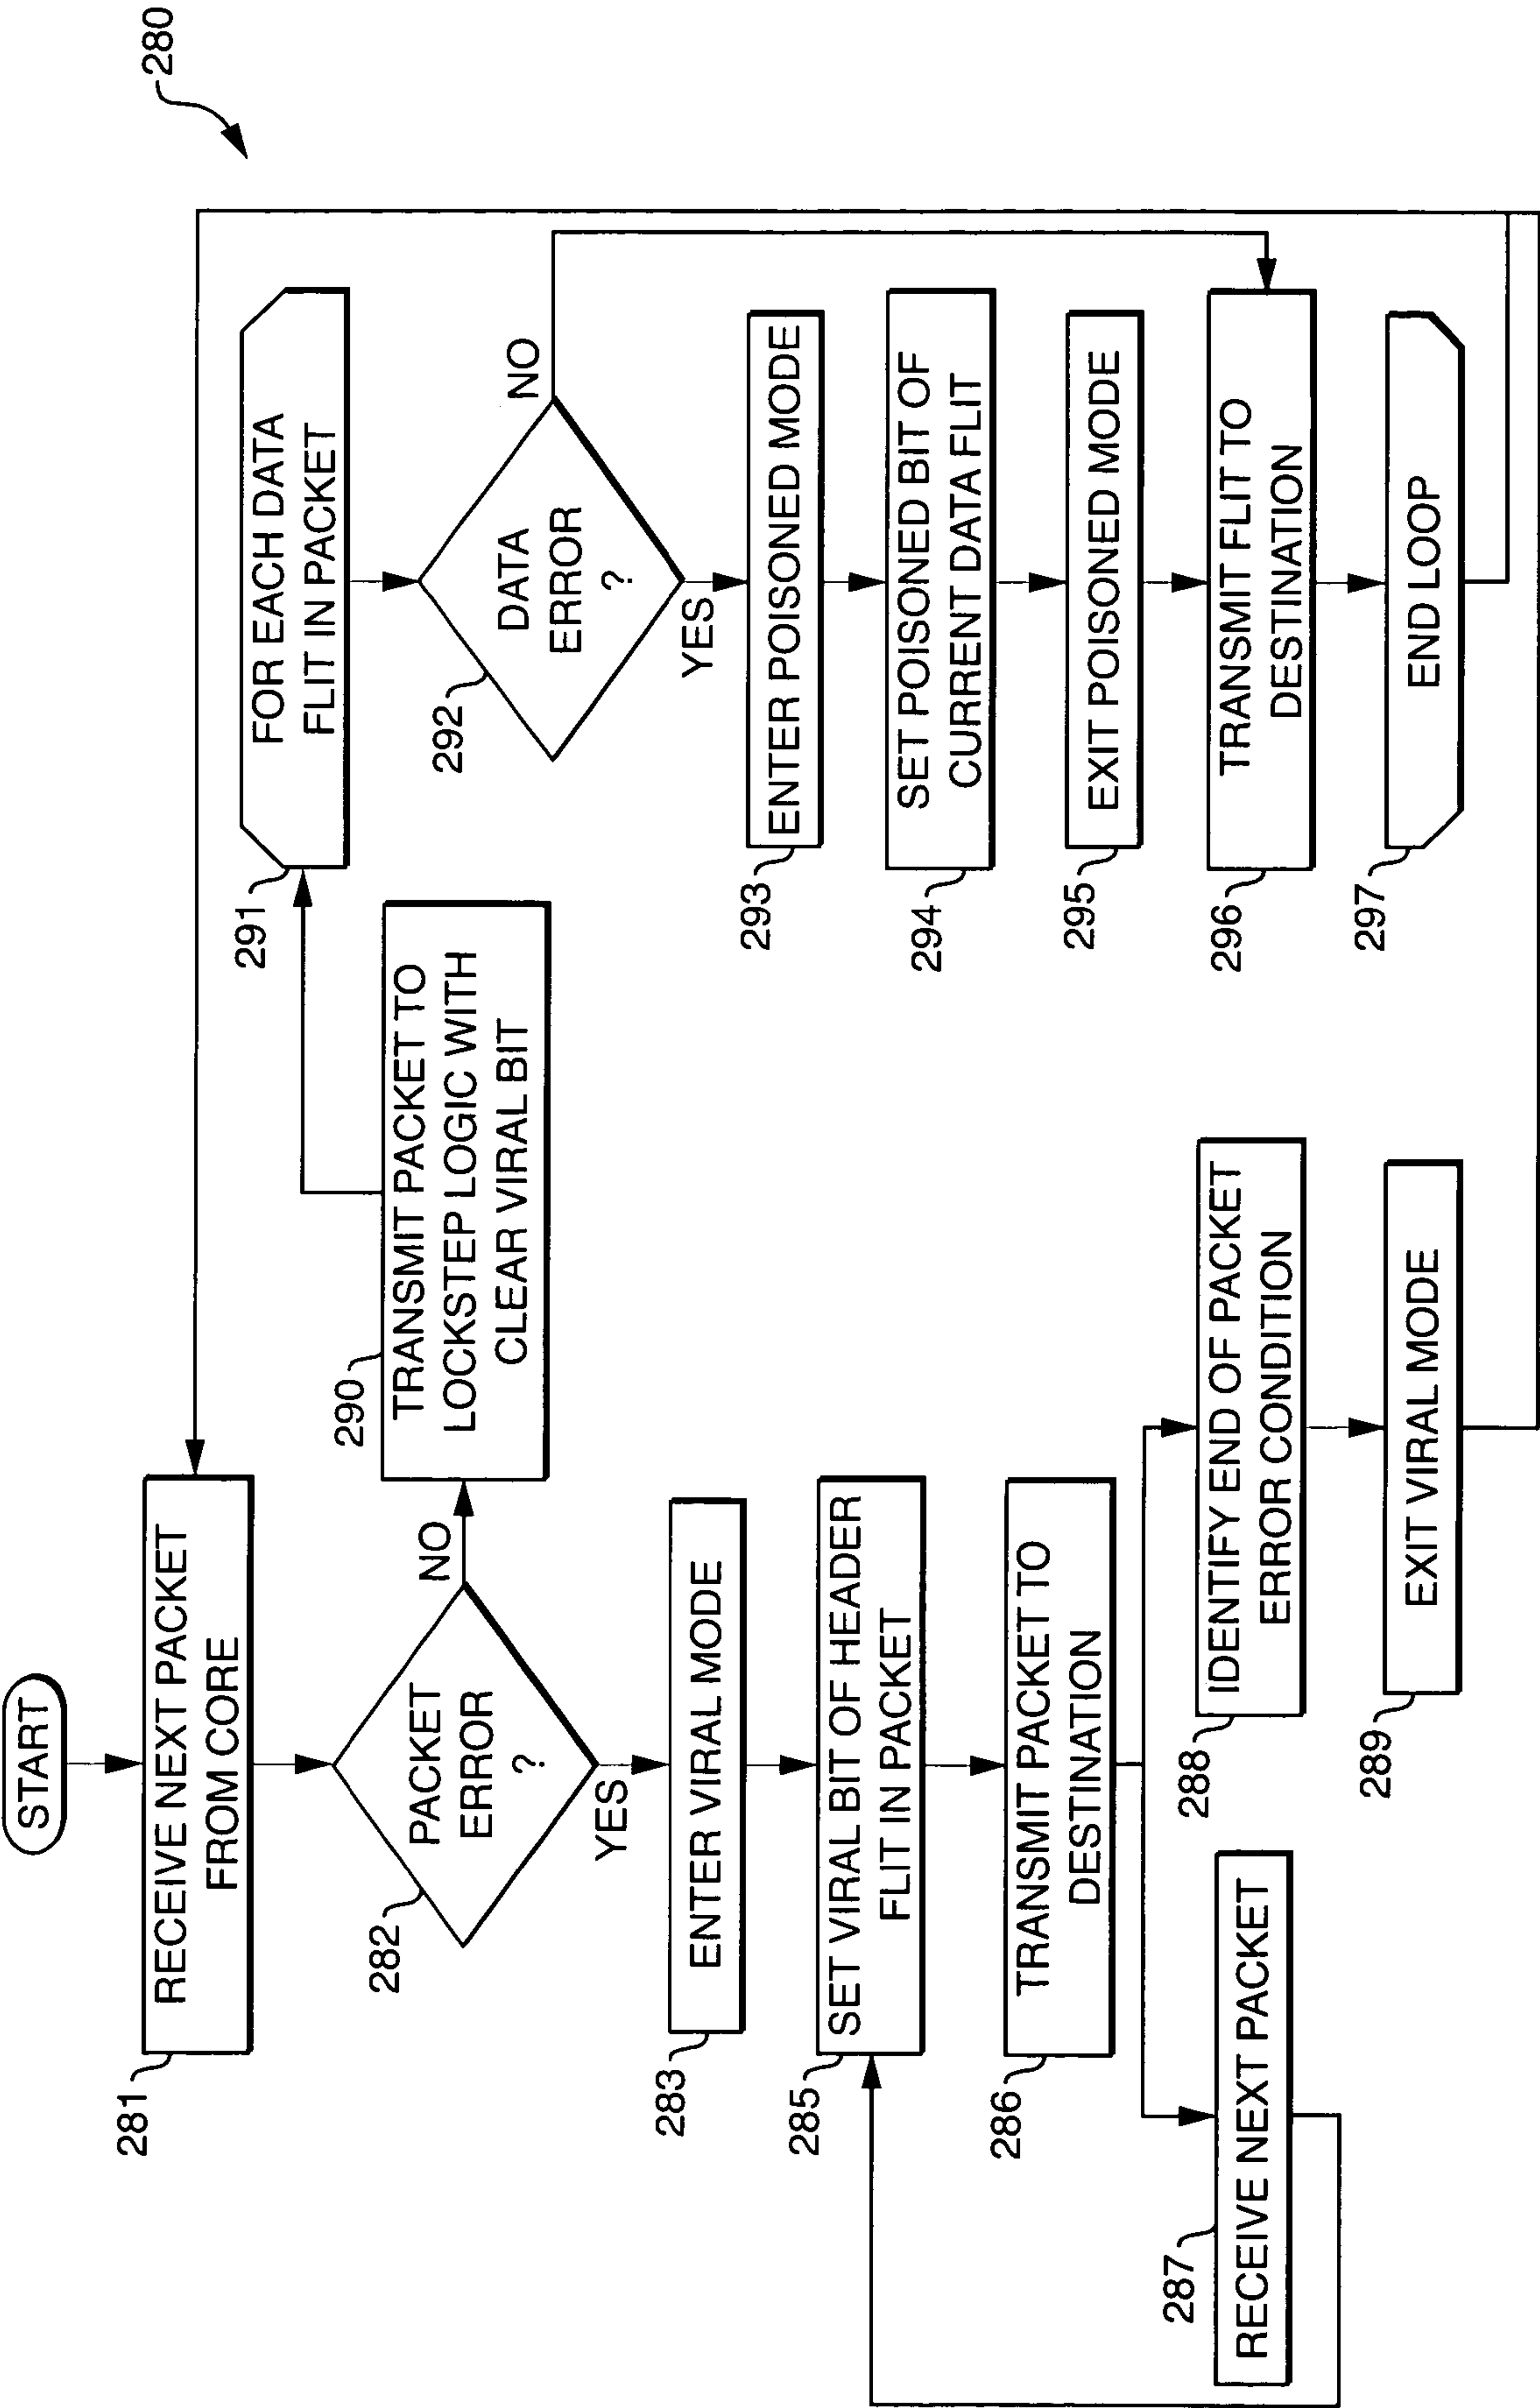 280
START
RECEIVE NEXT PACKET
FROM CORE
281
PACKET
ERROR
?
282
NO
YES
ENTER VIRAL MODE
283
SET VIRAL BIT OF HEADER
FLIT IN PACKET
285
TRANSMIT PACKET TO
DESTINATION
286
RECEIVE NEXT PACKET
287
IDENTIFY END OF PACKET
ERROR CONDITION
288
EXIT VIRAL MODE
289
TRANSMIT PACKET TO
LOCKSTEP LOGIC WITH
CLEAR VIRAL BIT
290
FOR EACH DATA
FLIT IN PACKET
291
DATA
ERROR
?
292
NO
YES
ENTER POISONED MODE
293
SET POISONED BIT OF
CURRENT DATA FLIT
294
EXIT POISONED MODE
295
TRANSMIT FLIT TO
DESTINATION
296
END LOOP
297